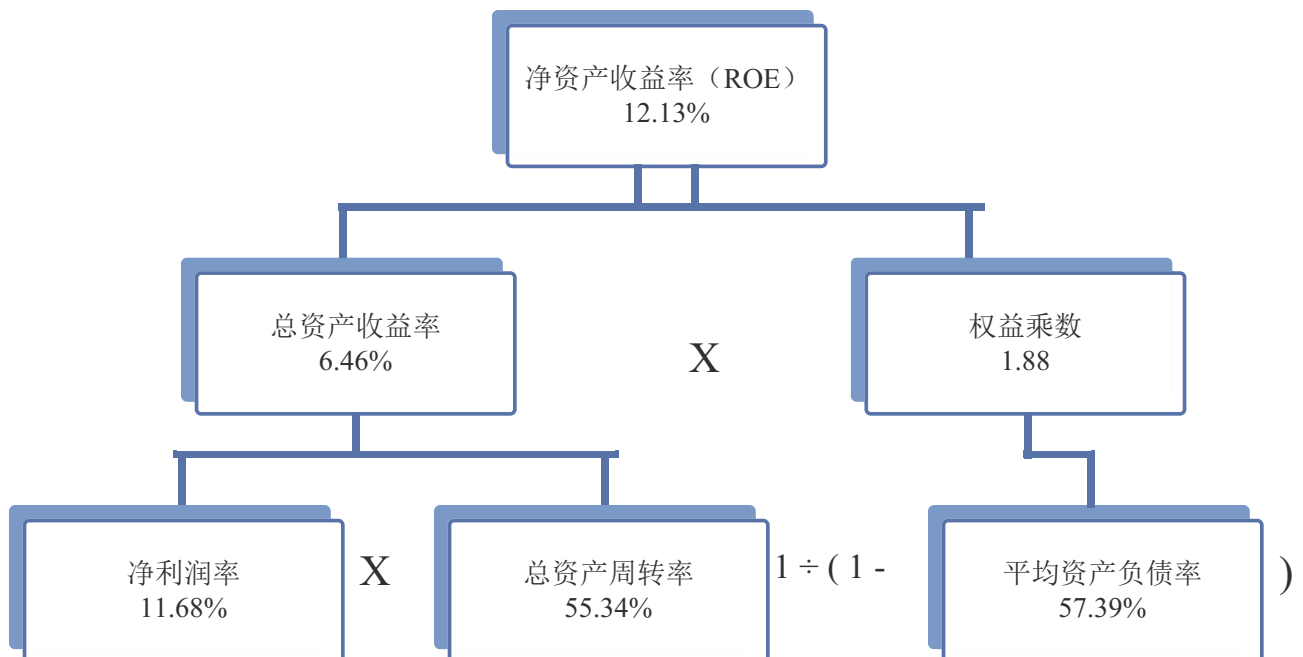 净资产收益率（ROE）
12.13%
总资产收益率
6.46%
X
权益乘数
1.88
净利润率
11.68%
X
总资产周转率
55.34%
1 ÷ ( 1 -
平均资产负债率
57.39%
)